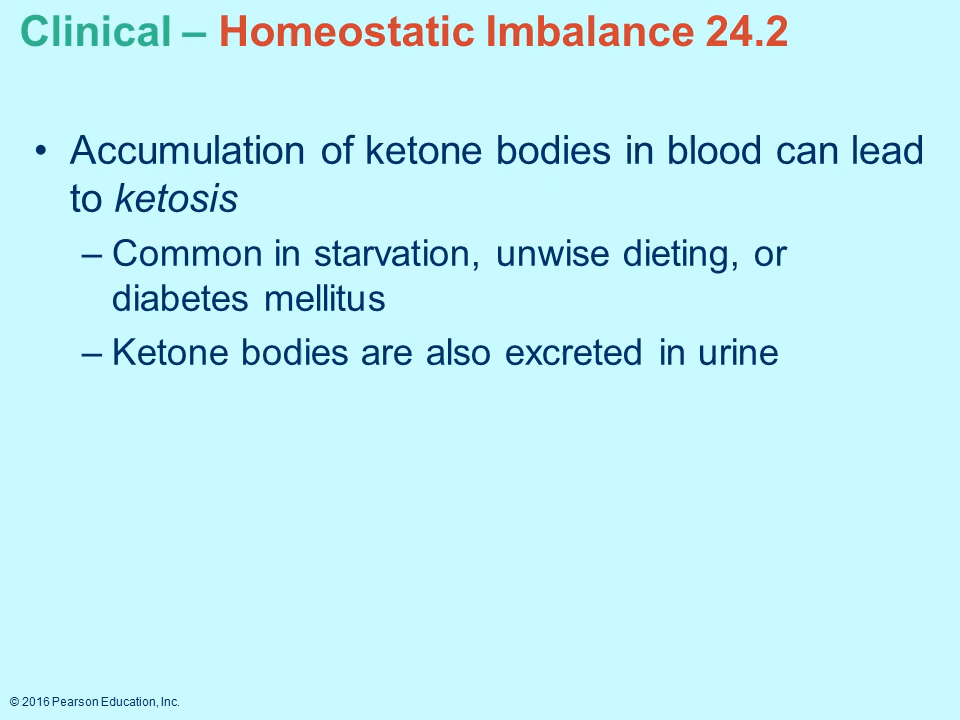 Clinical – Homeostatic Imbalance 24.2
• Accumulation of ketone bodies in blood can lead
to ketosis
– Common in starvation, unwise dieting, or
diabetes mellitus
– Ketone bodies are also excreted in urine
© 2016 Pearson Education, Inc.